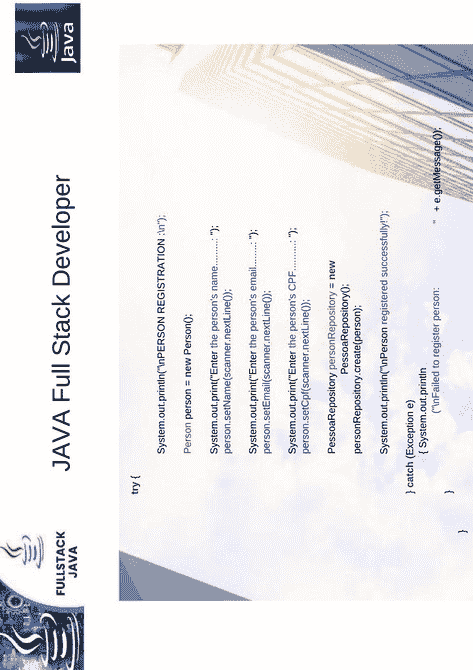 FULLSTACK
JAVA
JAVA Full Stack Developer
Java
try {
System.out.println("\nPERSON REGISTRATION :\n");
Person person = new Person();
System.out.print("Enter the person's name........: ");
person.setName(scanner.nextLine());
System.out.print("Enter the person's email.......: ");
person.setEmail(scanner.nextLine());
System.out.print("Enter the person's CPF.........: ");
person.setCpf(scanner.nextLine());
PessoaRepository personRepository = new
PessoaRepository();
personRepository.create(person);
System.out.println("\nPerson registered successfully!");
} catch (Exception e)
{ System.out.println
("\nFailed to register person: " + e.getMessage());
}
}